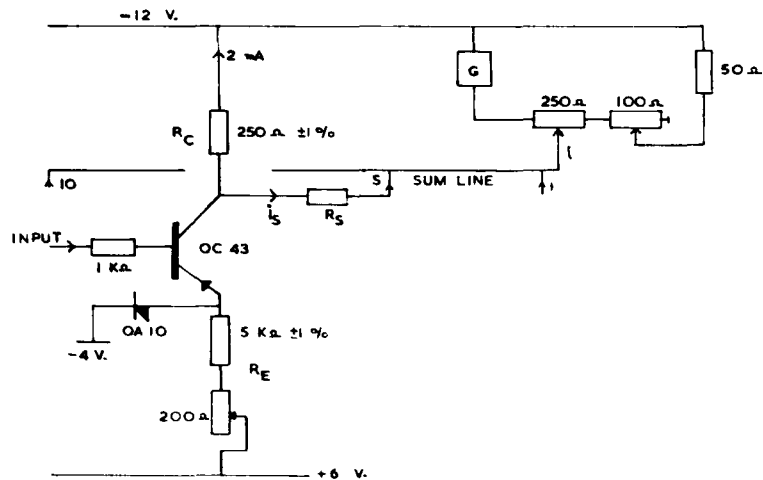 -12 V.
2 mA
G
50 Ω
250 Ω
100 Ω
R_C
250 Ω ±1%
10
S
SUM LINE
1
i_S
R_S
INPUT
OC 43
1 KΩ
OA 10
5 KΩ ±1%
-4 V.
R_E
200 Ω
+6 V.